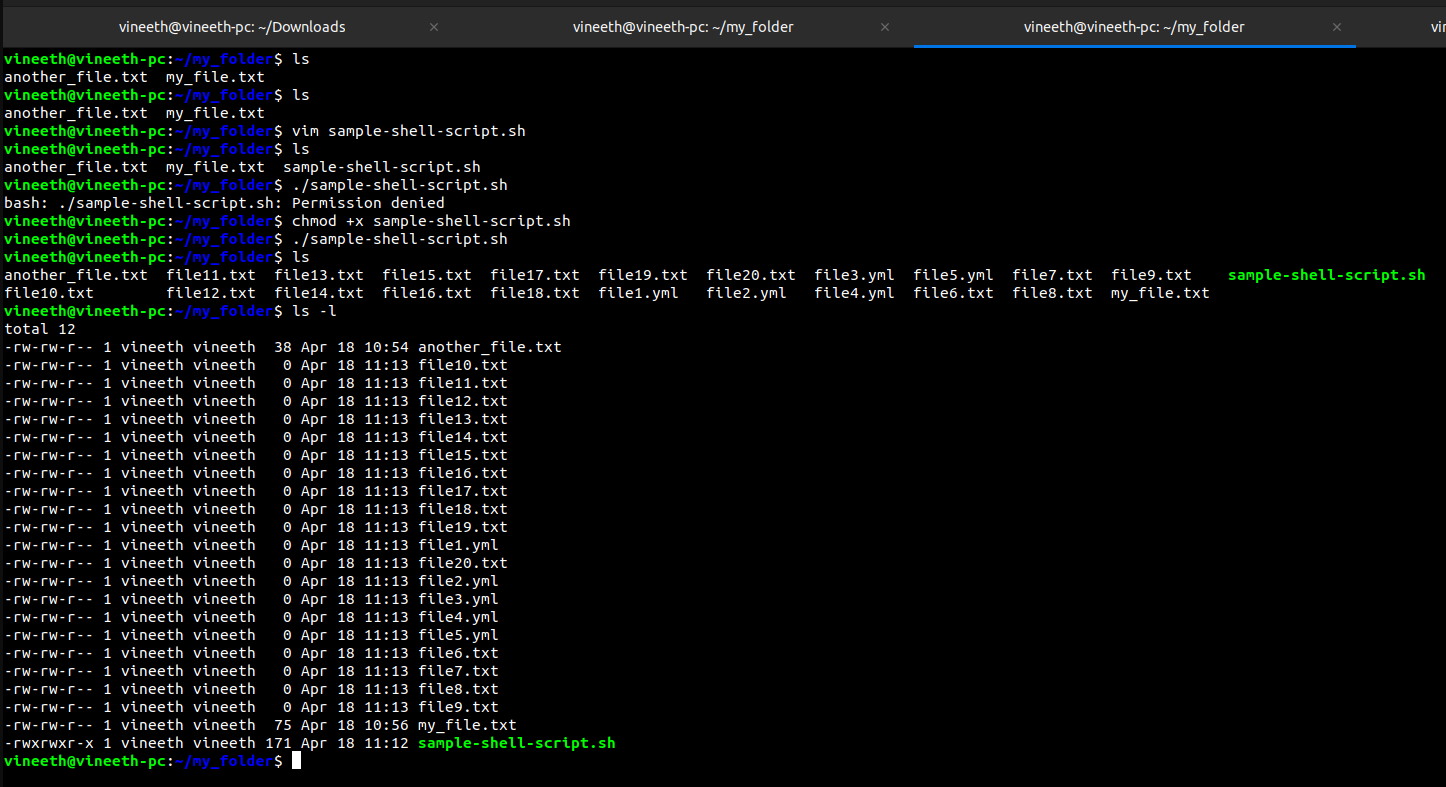 vineeth@vineeth-pc: ~/Downloads × vineeth@vineeth-pc: ~/my_folder × vineeth@vineeth-pc: ~/my_folder ×
vineeth@vineeth-pc:~/my_folder$ ls
another_file.txt  my_file.txt
vineeth@vineeth-pc:~/my_folder$ ls
another_file.txt  my_file.txt
vineeth@vineeth-pc:~/my_folder$ vim sample-shell-script.sh
vineeth@vineeth-pc:~/my_folder$ ls
another_file.txt  my_file.txt  sample-shell-script.sh
vineeth@vineeth-pc:~/my_folder$ ./sample-shell-script.sh
bash: ./sample-shell-script.sh: Permission denied
vineeth@vineeth-pc:~/my_folder$ chmod +x sample-shell-script.sh
vineeth@vineeth-pc:~/my_folder$ ./sample-shell-script.sh
vineeth@vineeth-pc:~/my_folder$ ls
another_file.txt  file11.txt  file13.txt  file15.txt  file17.txt  file19.txt  file20.txt  file3.yml  file5.yml  file7.txt  file9.txt    sample-shell-script.sh
file10.txt        file12.txt  file14.txt  file16.txt  file18.txt  file1.yml   file2.yml   file4.yml  file6.txt  file8.txt  my_file.txt
vineeth@vineeth-pc:~/my_folder$ ls -l
total 12
-rw-rw-r-- 1 vineeth vineeth  38 Apr 18 10:54 another_file.txt
-rw-rw-r-- 1 vineeth vineeth   0 Apr 18 11:13 file10.txt
-rw-rw-r-- 1 vineeth vineeth   0 Apr 18 11:13 file11.txt
-rw-rw-r-- 1 vineeth vineeth   0 Apr 18 11:13 file12.txt
-rw-rw-r-- 1 vineeth vineeth   0 Apr 18 11:13 file13.txt
-rw-rw-r-- 1 vineeth vineeth   0 Apr 18 11:13 file14.txt
-rw-rw-r-- 1 vineeth vineeth   0 Apr 18 11:13 file15.txt
-rw-rw-r-- 1 vineeth vineeth   0 Apr 18 11:13 file16.txt
-rw-rw-r-- 1 vineeth vineeth   0 Apr 18 11:13 file17.txt
-rw-rw-r-- 1 vineeth vineeth   0 Apr 18 11:13 file18.txt
-rw-rw-r-- 1 vineeth vineeth   0 Apr 18 11:13 file19.txt
-rw-rw-r-- 1 vineeth vineeth   0 Apr 18 11:13 file1.yml
-rw-rw-r-- 1 vineeth vineeth   0 Apr 18 11:13 file20.txt
-rw-rw-r-- 1 vineeth vineeth   0 Apr 18 11:13 file2.yml
-rw-rw-r-- 1 vineeth vineeth   0 Apr 18 11:13 file3.yml
-rw-rw-r-- 1 vineeth vineeth   0 Apr 18 11:13 file4.yml
-rw-rw-r-- 1 vineeth vineeth   0 Apr 18 11:13 file5.yml
-rw-rw-r-- 1 vineeth vineeth   0 Apr 18 11:13 file6.txt
-rw-rw-r-- 1 vineeth vineeth   0 Apr 18 11:13 file7.txt
-rw-rw-r-- 1 vineeth vineeth   0 Apr 18 11:13 file8.txt
-rw-rw-r-- 1 vineeth vineeth   0 Apr 18 11:13 file9.txt
-rw-rw-r-- 1 vineeth vineeth  75 Apr 18 10:56 my_file.txt
-rwxrwxr-x 1 vineeth vineeth 171 Apr 18 11:12 sample-shell-script.sh
vineeth@vineeth-pc:~/my_folder$